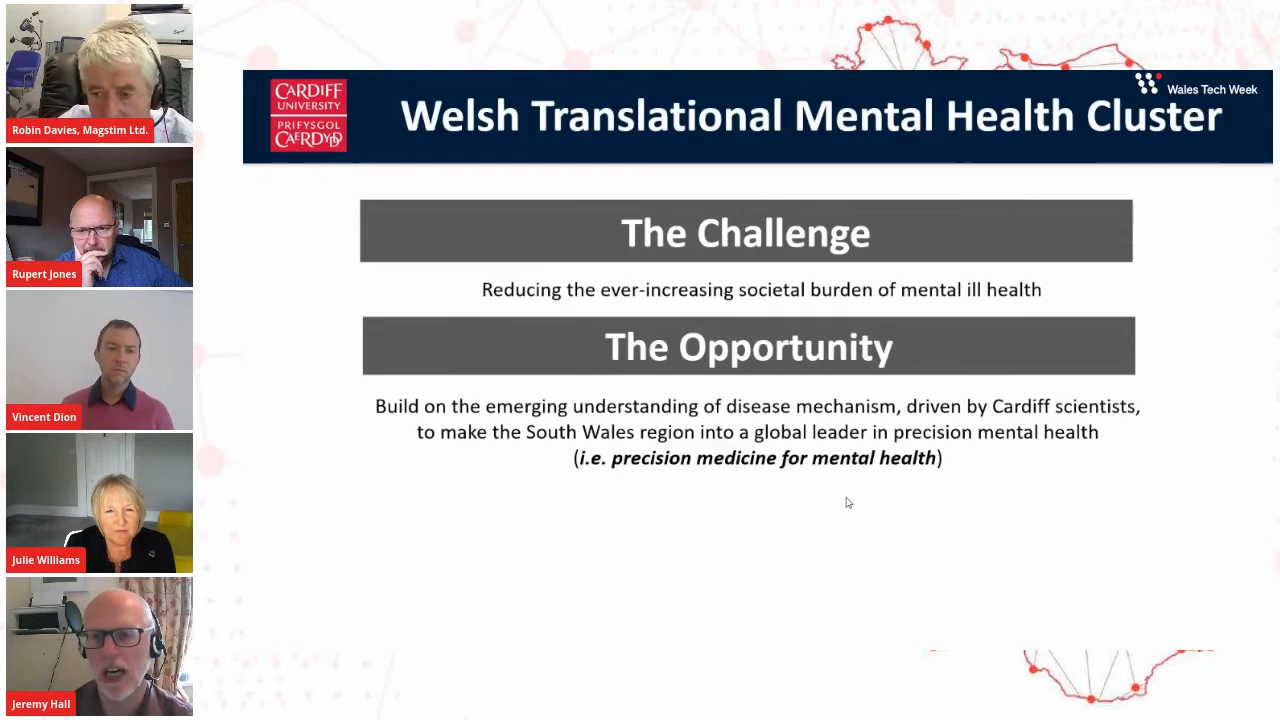 Robin Davies, Magstim Ltd.
Rupert Jones
Vincent Dion
Julie Williams
Jeremy Hall
CARDIFF
UNIVERSITY
PRIFYSGOL
CAERDYDD
Welsh Translational Mental Health Cluster
Wales Tech Week
The Challenge
Reducing the ever-increasing societal burden of mental ill health
The Opportunity
Build on the emerging understanding of disease mechanism, driven by Cardiff scientists,
to make the South Wales region into a global leader in precision mental health
(i.e. precision medicine for mental health)